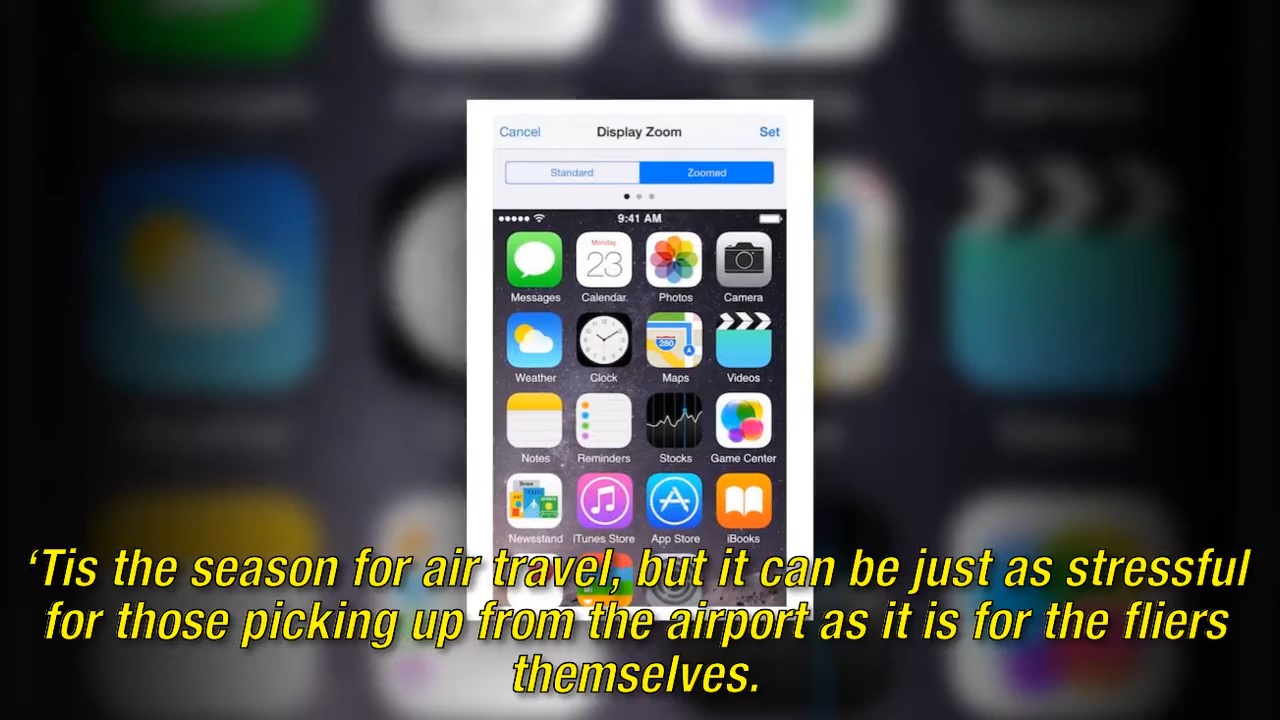 Cancel Display Zoom Set
Standard Zoomed
9:41 AM
Monday
23
Messages Calendar Photos Camera
280
Weather Clock Maps Videos
Notes Reminders Stocks Game Center
Newsstand iTunes Store App Store iBooks
‘Tis the season for air travel, but it can be just as stressful
for those picking up from the airport as it is for the fliers
themselves.